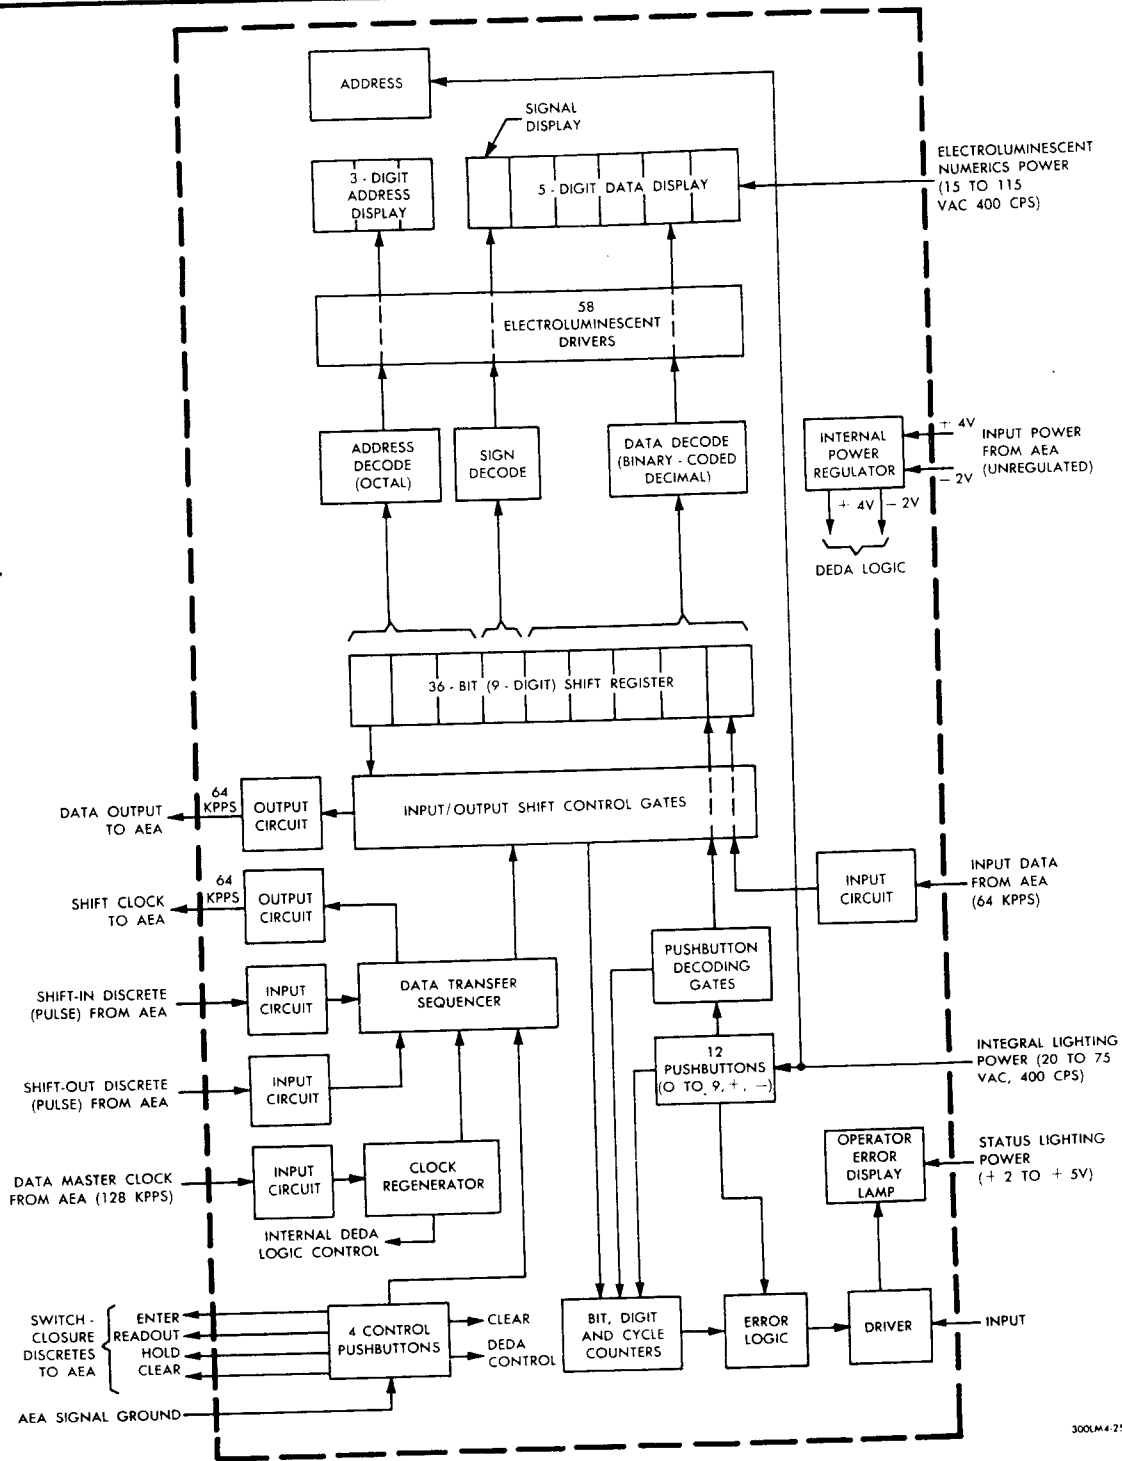 ADDRESS
SIGNAL
DISPLAY
3 - DIGIT
ADDRESS
DISPLAY
5 - DIGIT DATA DISPLAY
ELECTROLUMINESCENT
NUMERICS POWER
(15 TO 115
VAC 400 CPS)
58
ELECTROLUMINESCENT
DRIVERS
ADDRESS
DECODE
(OCTAL)
SIGN
DECODE
DATA DECODE
(BINARY - CODED
DECIMAL)
INTERNAL
POWER
REGULATOR
+ 4V
- 2V
INPUT POWER
FROM AEA
(UNREGULATED)
+ 4V
- 2V
DEDA LOGIC
36 - BIT (9 - DIGIT) SHIFT REGISTER
INPUT/OUTPUT SHIFT CONTROL GATES
DATA OUTPUT
TO AEA
64
KPPS
OUTPUT
CIRCUIT
SHIFT CLOCK
TO AEA
64
KPPS
OUTPUT
CIRCUIT
INPUT
CIRCUIT
INPUT DATA
FROM AEA
(64 KPPS)
PUSHBUTTON
DECODING
GATES
SHIFT-IN DISCRETE
(PULSE) FROM AEA
INPUT
CIRCUIT
DATA TRANSFER
SEQUENCER
12
PUSHBUTTONS
(O TO 9, +, -)
INTEGRAL LIGHTING
POWER (20 TO 75
VAC, 400 CPS)
SHIFT-OUT DISCRETE
(PULSE) FROM AEA
INPUT
CIRCUIT
OPERATOR
ERROR
DISPLAY
LAMP
STATUS LIGHTING
POWER
(+ 2 TO + 5V)
DATA MASTER CLOCK
FROM AEA (128 KPPS)
INPUT
CIRCUIT
CLOCK
REGENERATOR
INTERNAL DEDA
LOGIC CONTROL
SWITCH -
CLOSURE
DISCRETES
TO AEA
ENTER
READOUT
HOLD
CLEAR
4 CONTROL
PUSHBUTTONS
CLEAR
DEDA
CONTROL
BIT, DIGIT
AND CYCLE
COUNTERS
ERROR
LOGIC
DRIVER
INPUT
AEA SIGNAL GROUND